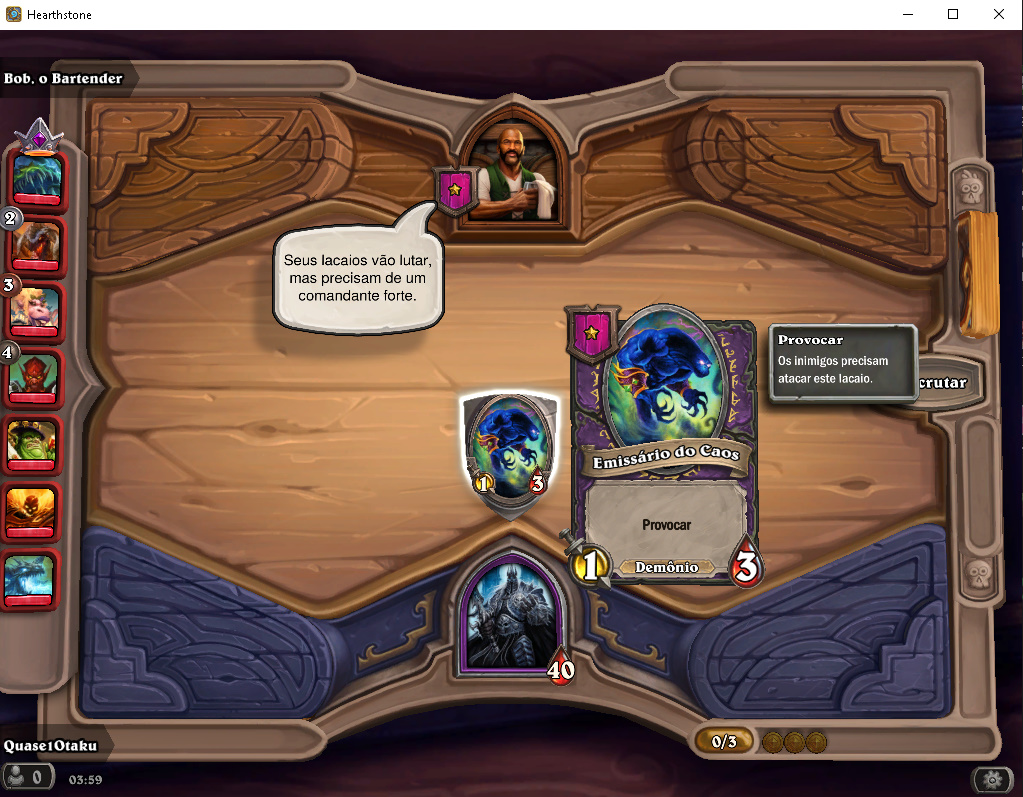 Hearthstone
Bob, o Bartender
Seus lacaios vão lutar,
mas precisam de um
comandante forte.
2
3
4
Provocar
Os inimigos precisam
atacar este lacaio.
crutar
1
3
Emissário do Caos
Provocar
1
Demônio
3
40
Quase1Otaku
0/3
0
03:59